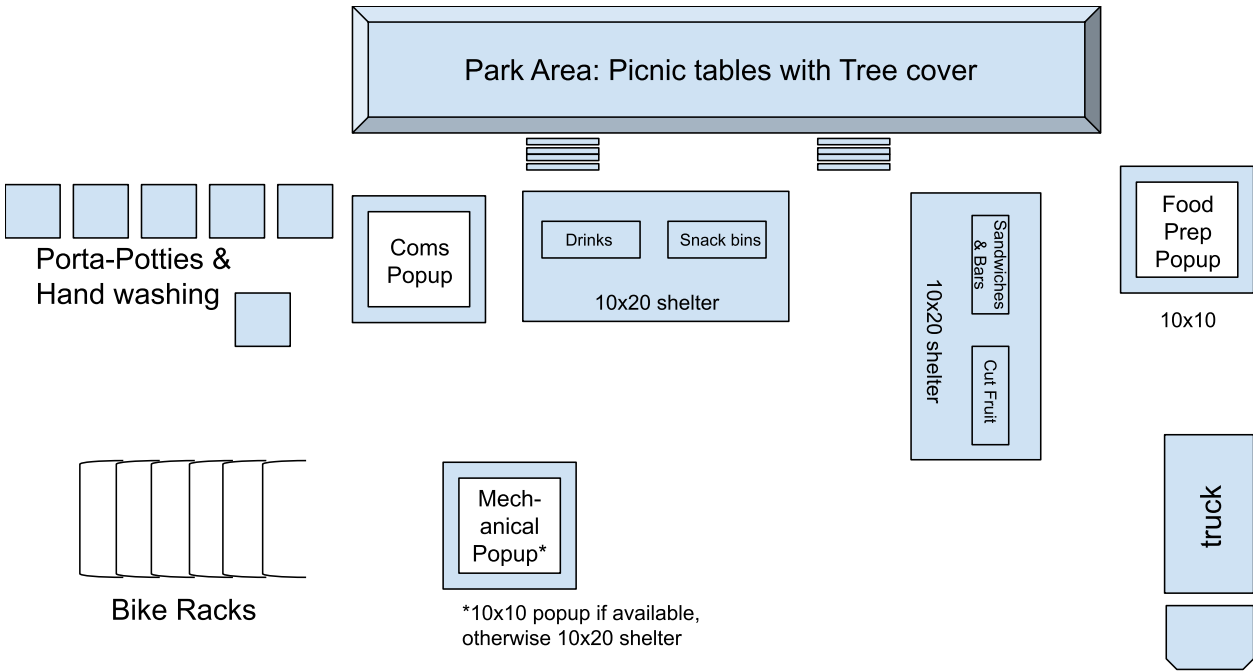 Park Area: Picnic tables with Tree cover
Porta-Potties &
Hand washing
Coms
Popup
Drinks
Snack bins
10x20 shelter
Sandwiches
& Bars
Cut Fruit
10x20 shelter
Food
Prep
Popup
10x10
Bike Racks
Mech-
anical
Popup*
*10x10 popup if available,
otherwise 10x20 shelter
truck